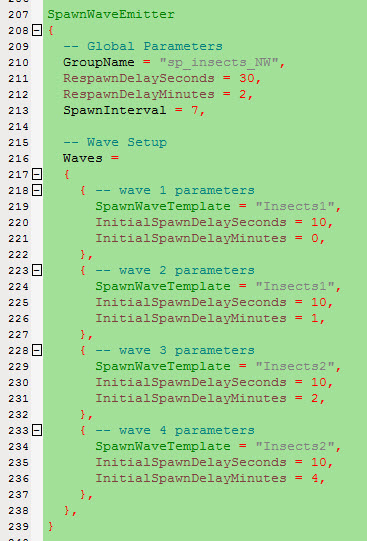 207 SpawnWaveEmitter
208 {
209 -- Global Parameters
210 GroupName = "sp_insects_NW",
211 RespawnDelaySeconds = 30,
212 RespawnDelayMinutes = 2,
213 SpawnInterval = 7,
214
215 -- Wave Setup
216 Waves =
217 {
218 { -- wave 1 parameters
219 SpawnWaveTemplate = "Insects1",
220 InitialSpawnDelaySeconds = 10,
221 InitialSpawnDelayMinutes = 0,
222 },
223 { -- wave 2 parameters
224 SpawnWaveTemplate = "Insects1",
225 InitialSpawnDelaySeconds = 10,
226 InitialSpawnDelayMinutes = 1,
227 },
228 { -- wave 3 parameters
229 SpawnWaveTemplate = "Insects2",
230 InitialSpawnDelaySeconds = 10,
231 InitialSpawnDelayMinutes = 2,
232 },
233 { -- wave 4 parameters
234 SpawnWaveTemplate = "Insects2",
235 InitialSpawnDelaySeconds = 10,
236 InitialSpawnDelayMinutes = 4,
237 },
238 },
239 }